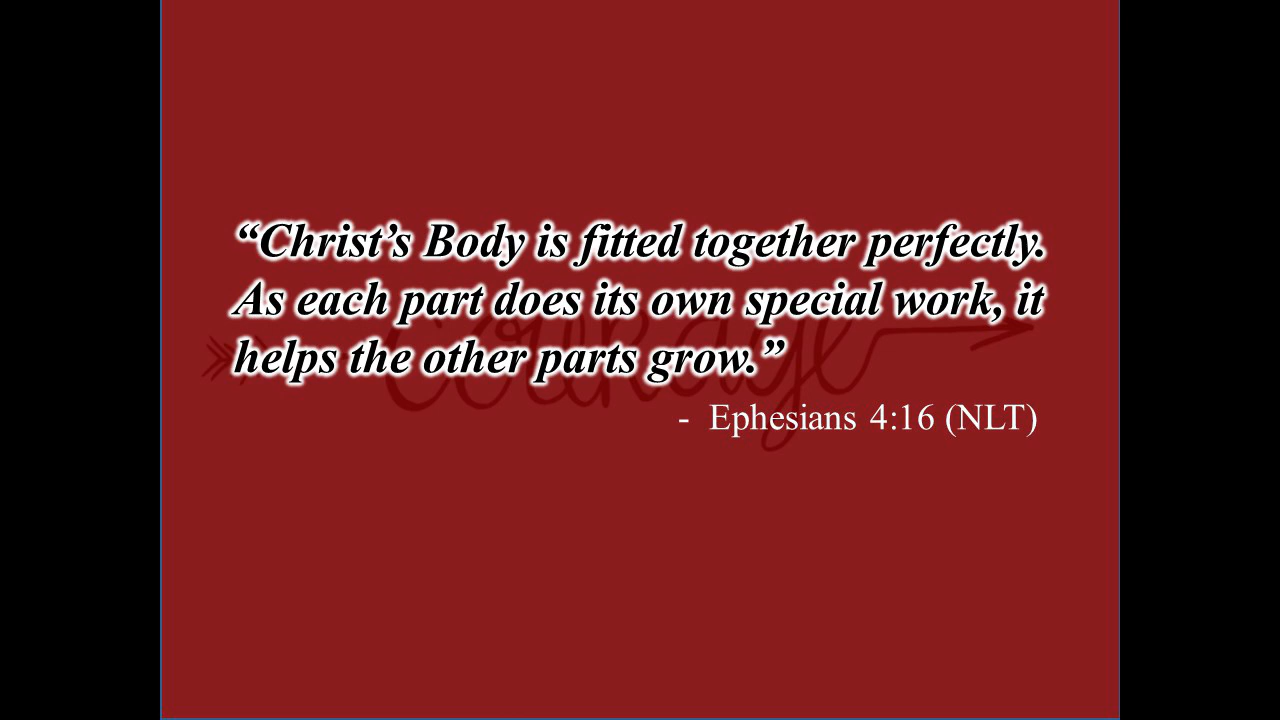 “Christ’s Body is fitted together perfectly.
As each part does its own special work, it
helps the other parts grow.”
courage
- Ephesians 4:16 (NLT)